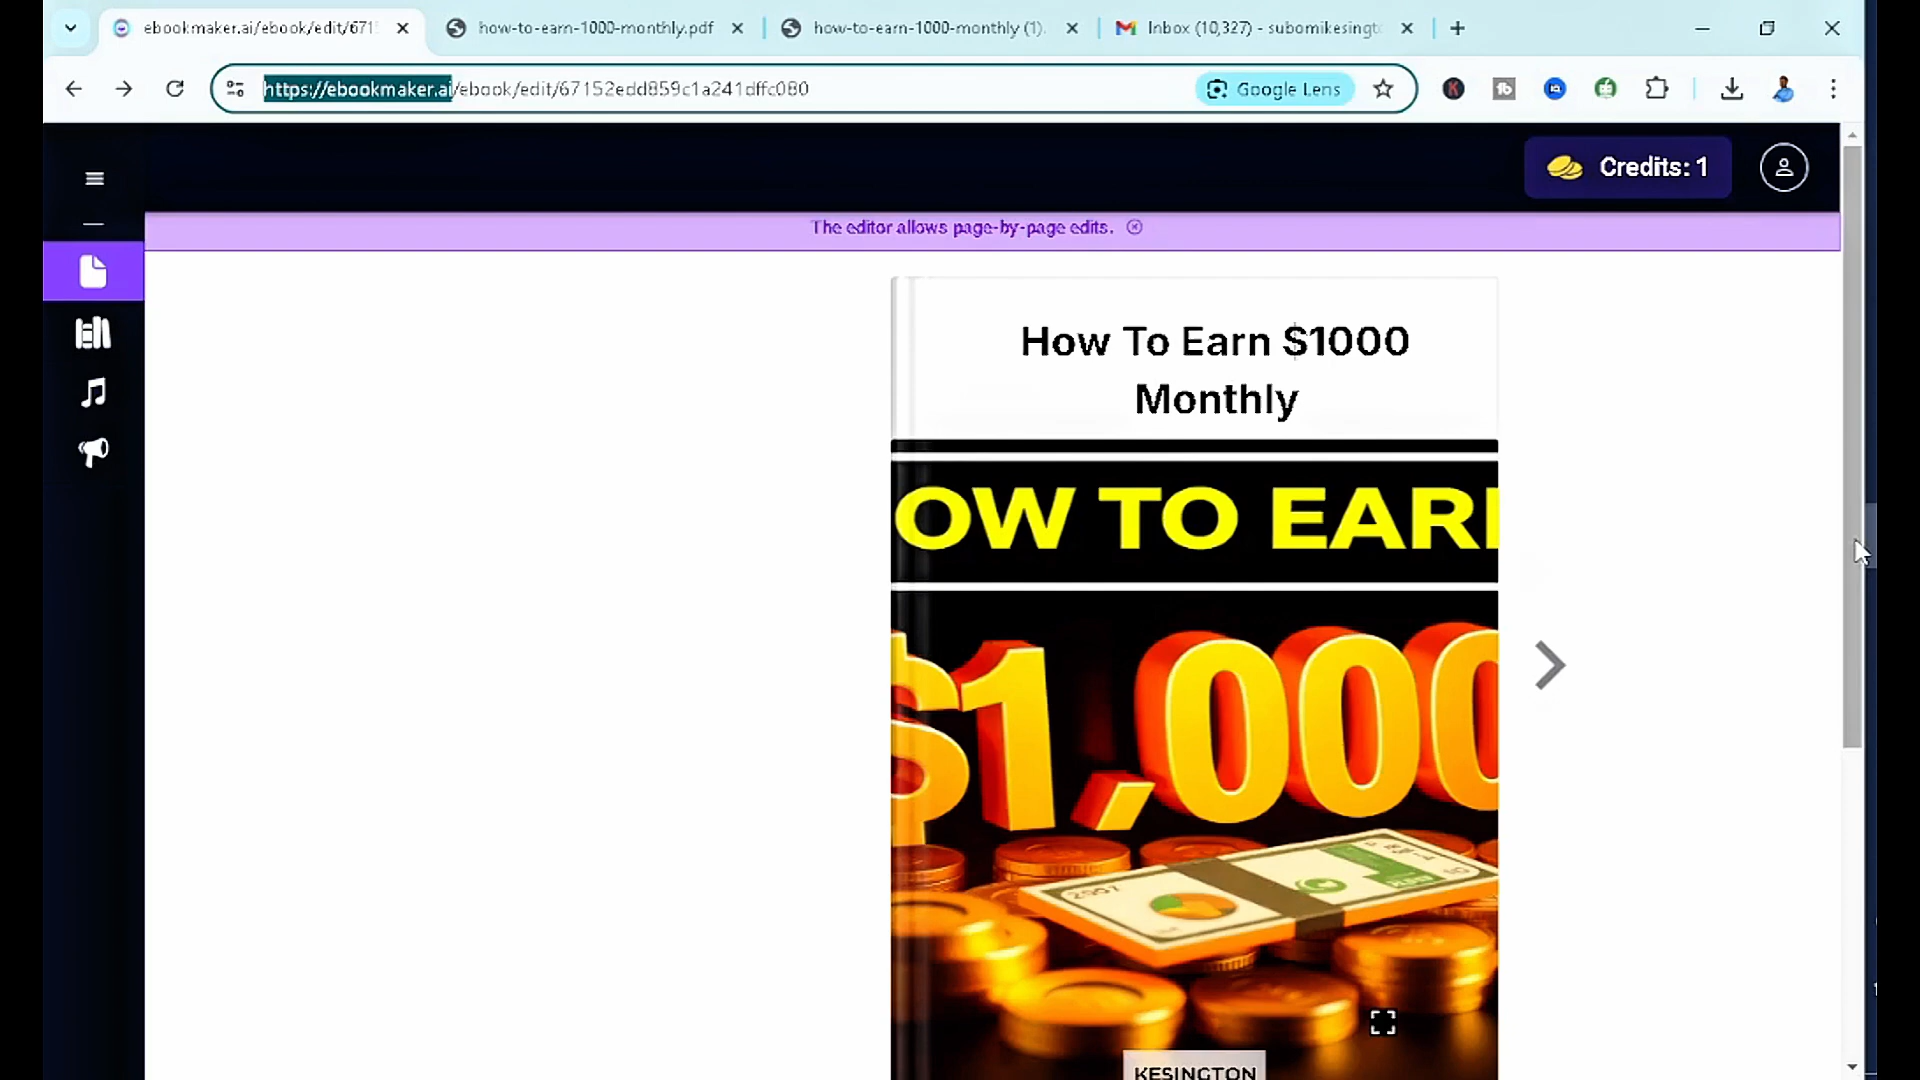 ebookmaker.ai/ebook/edit/671
how-to-earn-1000-monthly.pdf
how-to-earn-1000-monthly (1).
Inbox (10,327) - subomikesingto
https://ebookmaker.ai/ebook/edit/67152edd859c1a241dffc080
Google Lens
Credits: 1
The editor allows page-by-page edits.
How To Earn $1000
Monthly
OW TO EAR
$1,000
KESINGTON